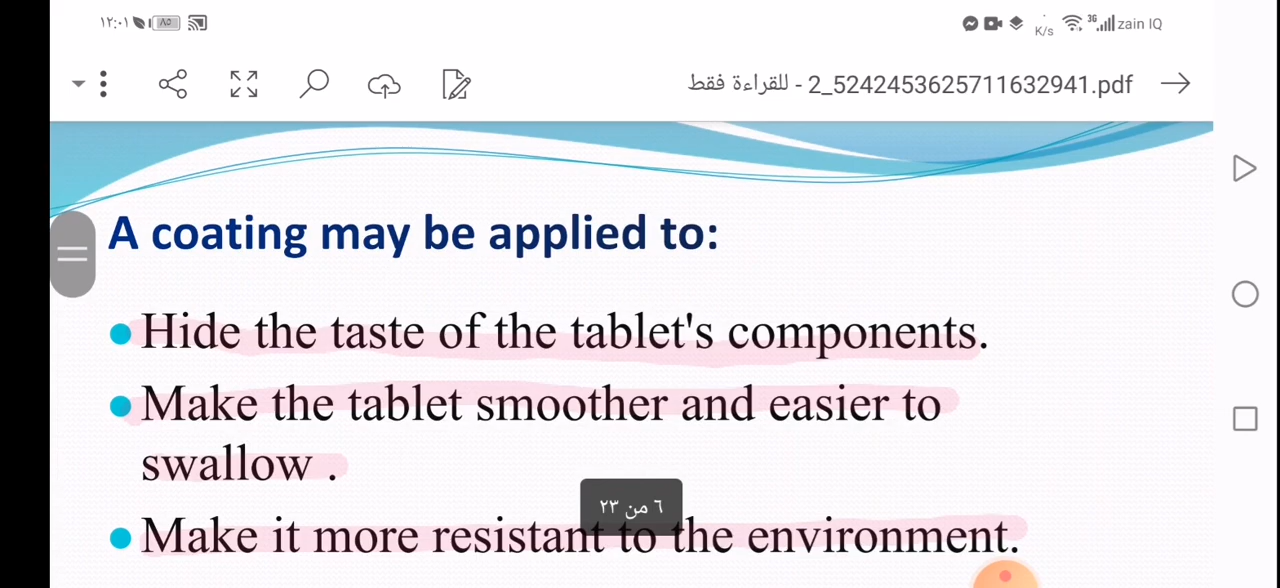 ١٢:٠١ ٨٥ K/s 3G zain IQ
2_5242453625711632941.pdf - للقراءة فقط
A coating may be applied to:
Hide the taste of the tablet's components.
Make the tablet smoother and easier to
swallow .
٦ من ٢٣
Make it more resistant to the environment.